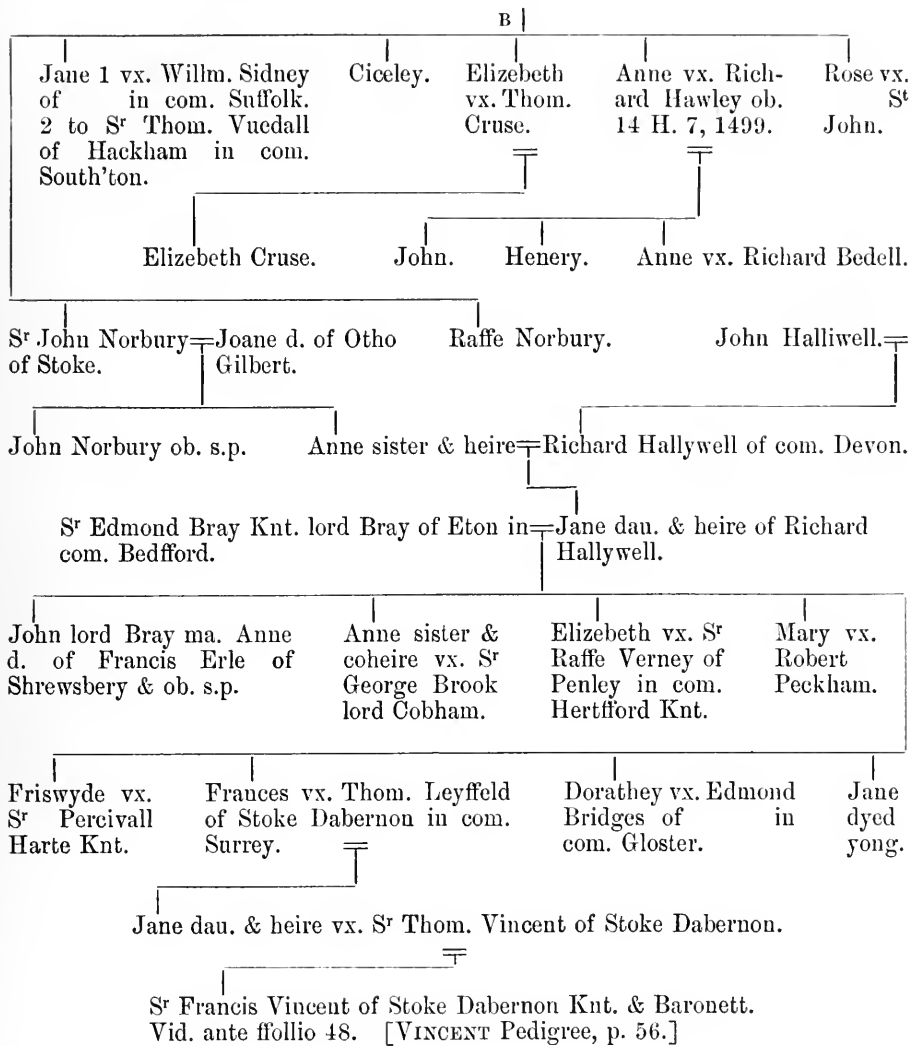 B
Jane 1 vx. Willm. Sidney
of in com. Suffolk.
2 to Sʳ Thom. Vuedall
of Hackham in com.
South'ton.
Ciceley.
Elizebeth
vx. Thom.
Cruse.
Anne vx. Rich-
ard Hawley ob.
14 H. 7, 1499.
Rose vx.
Sᵗ
John.
Elizebeth Cruse.
John.
Henery.
Anne vx. Richard Bedell.
Sʳ John Norbury
of Stoke.
Joane d. of Otho
Gilbert.
Raffe Norbury.
John Halliwell.
John Norbury ob. s.p.
Anne sister & heire
Richard Hallywell of com. Devon.
Sʳ Edmond Bray Knt. lord Bray of Eton in
com. Bedfford.
Jane dau. & heire of Richard
Hallywell.
John lord Bray ma. Anne
d. of Francis Erle of
Shrewsbery & ob. s.p.
Anne sister &
coheire vx. Sʳ
George Brook
lord Cobham.
Elizebeth vx. Sʳ
Raffe Verney of
Penley in com.
Hertfford Knt.
Mary vx.
Robert
Peckham.
Friswyde vx.
Sʳ Percivall
Harte Knt.
Frances vx. Thom. Leyffeld
of Stoke Dabernon in com.
Surrey.
Dorathey vx. Edmond
Bridges of in
com. Gloster.
Jane
dyed
yong.
Jane dau. & heire vx. Sʳ Thom. Vincent of Stoke Dabernon.
Sʳ Francis Vincent of Stoke Dabernon Knt. & Baronett.
Vid. ante ffollio 48. [VINCENT Pedigree, p. 56.]